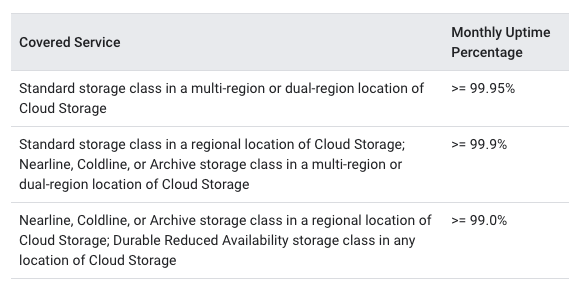 Covered Service
Monthly Uptime
Percentage
Standard storage class in a multi-region or dual-region location of
Cloud Storage
>= 99.95%
Standard storage class in a regional location of Cloud Storage;
Nearline, Coldline, or Archive storage class in a multi-region or
dual-region location of Cloud Storage
>= 99.9%
Nearline, Coldline, or Archive storage class in a regional location of
Cloud Storage; Durable Reduced Availability storage class in any
location of Cloud Storage
>= 99.0%